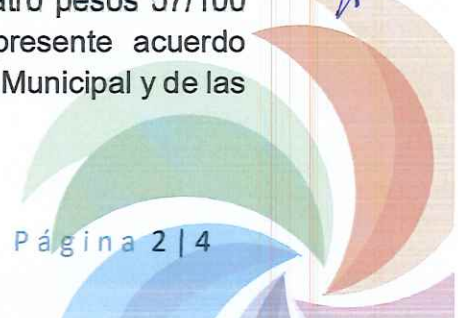 atro pesos 57/100
presente acuerdo
Municipal y de las
Página 2 | 4